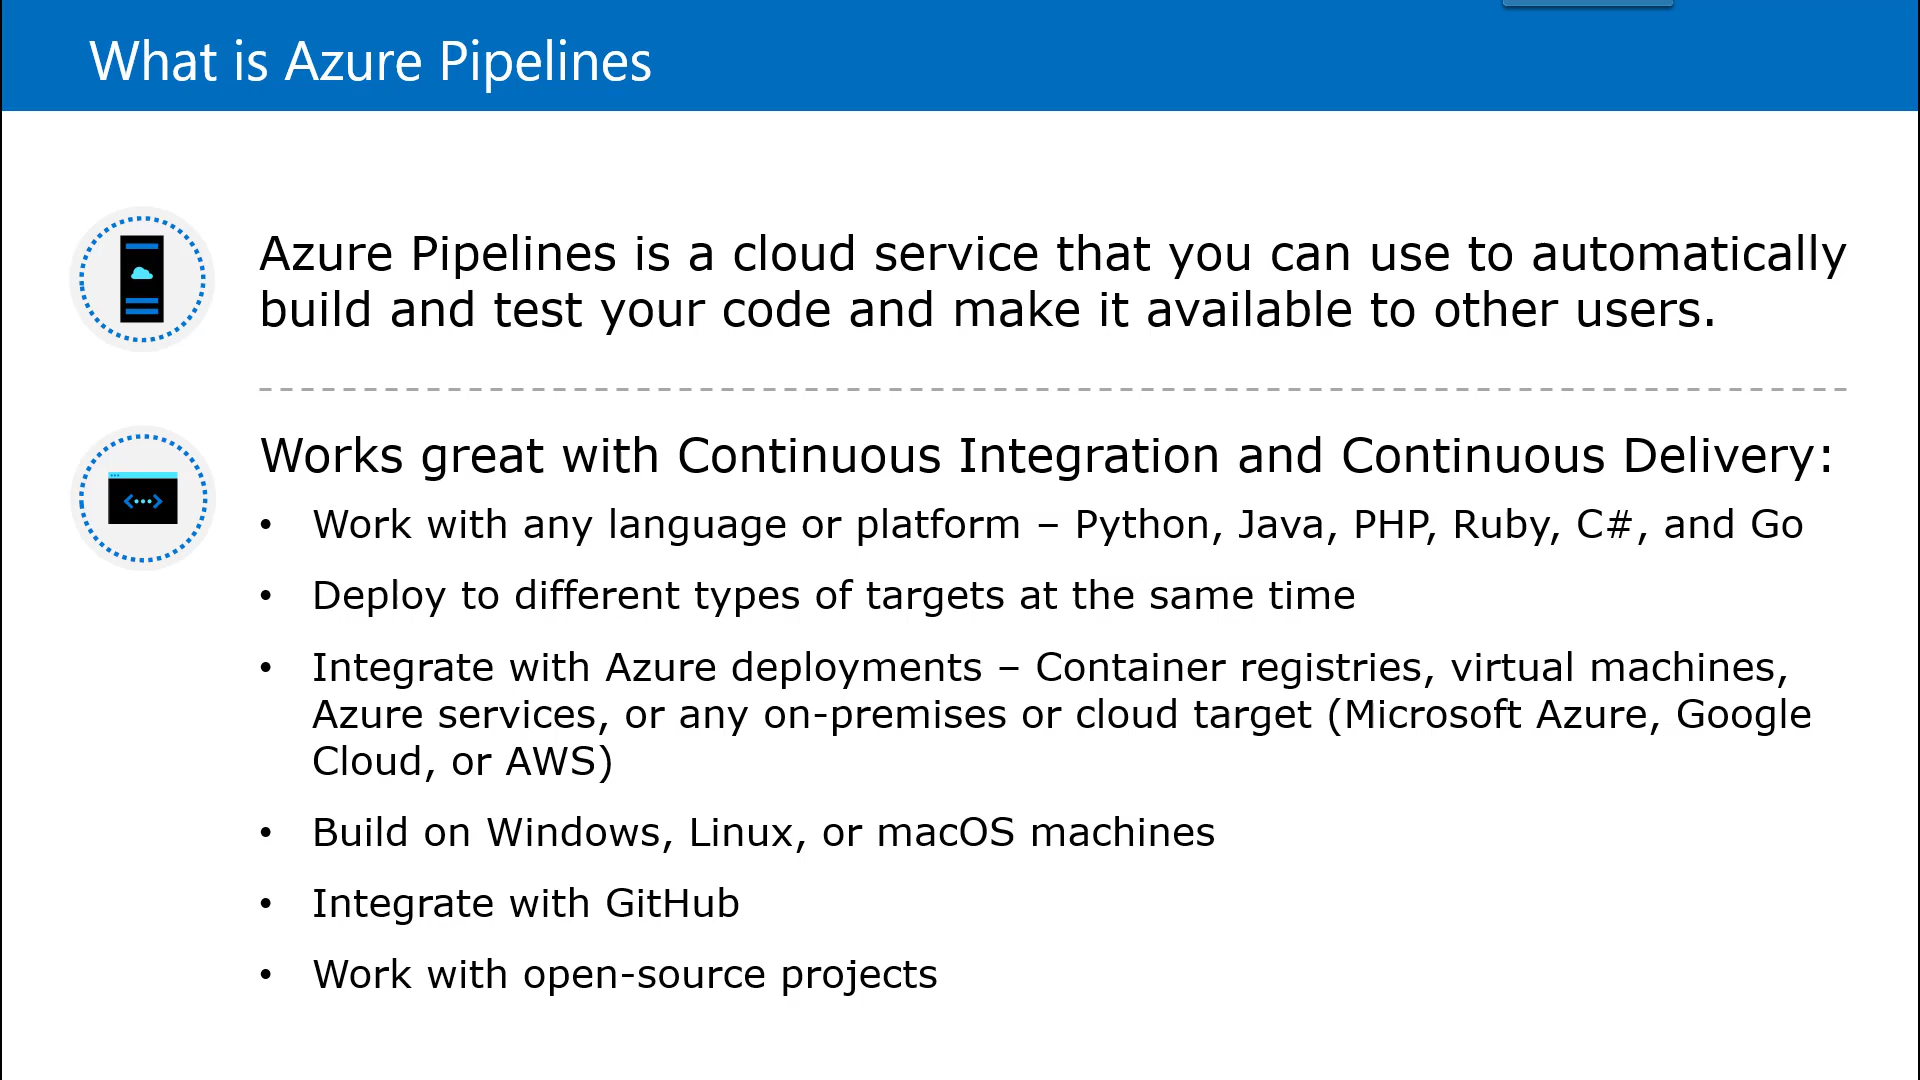 What is Azure Pipelines
Azure Pipelines is a cloud service that you can use to automatically
build and test your code and make it available to other users.
Works great with Continuous Integration and Continuous Delivery:
• Work with any language or platform – Python, Java, PHP, Ruby, C#, and Go
• Deploy to different types of targets at the same time
• Integrate with Azure deployments – Container registries, virtual machines,
Azure services, or any on-premises or cloud target (Microsoft Azure, Google
Cloud, or AWS)
• Build on Windows, Linux, or macOS machines
• Integrate with GitHub
• Work with open-source projects